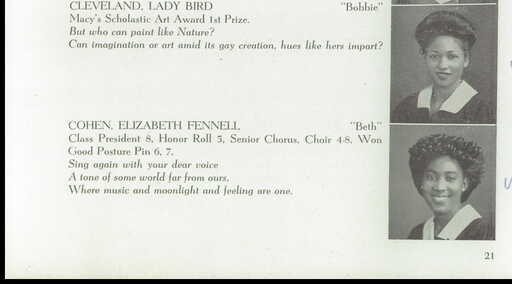 CLEVELAND, LADY BIRD "Bobbie"
Macy's Scholastic Art Award 1st Prize.
But who can paint like Nature?
Can imagination or art amid its gay creation, hues like hers impart?
COHEN, ELIZABETH FENNELL "Beth"
Class President 8, Honor Roll 5, Senior Chorus, Choir 4-8, Won
Good Posture Pin 6, 7.
Sing again with your dear voice
A tone of some world far from ours,
Where music and moonlight and feeling are one.
21